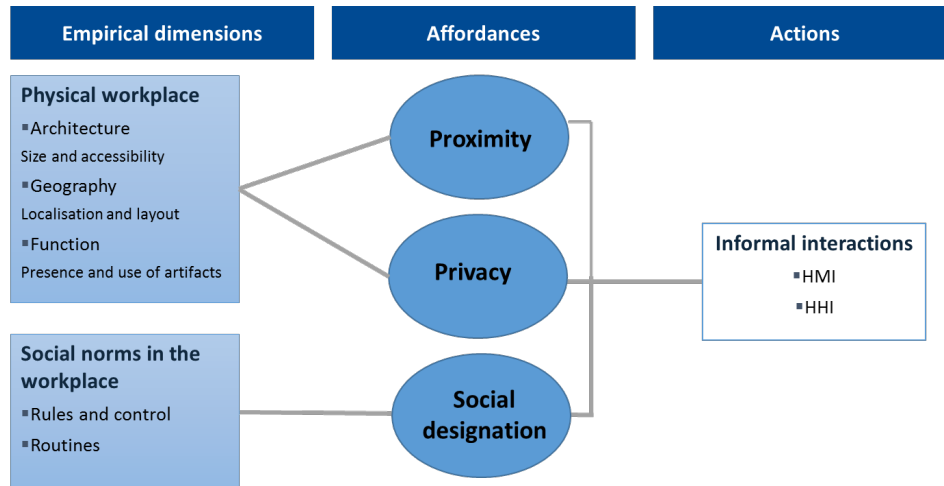 Empirical dimensions
Affordances
Actions
Physical workplace
▪Architecture
Size and accessibility
▪Geography
Localisation and layout
▪Function
Presence and use of artifacts
Social norms in the
workplace
▪Rules and control
▪Routines
Proximity
Privacy
Social
designation
Informal interactions
▪HMI
▪HHI